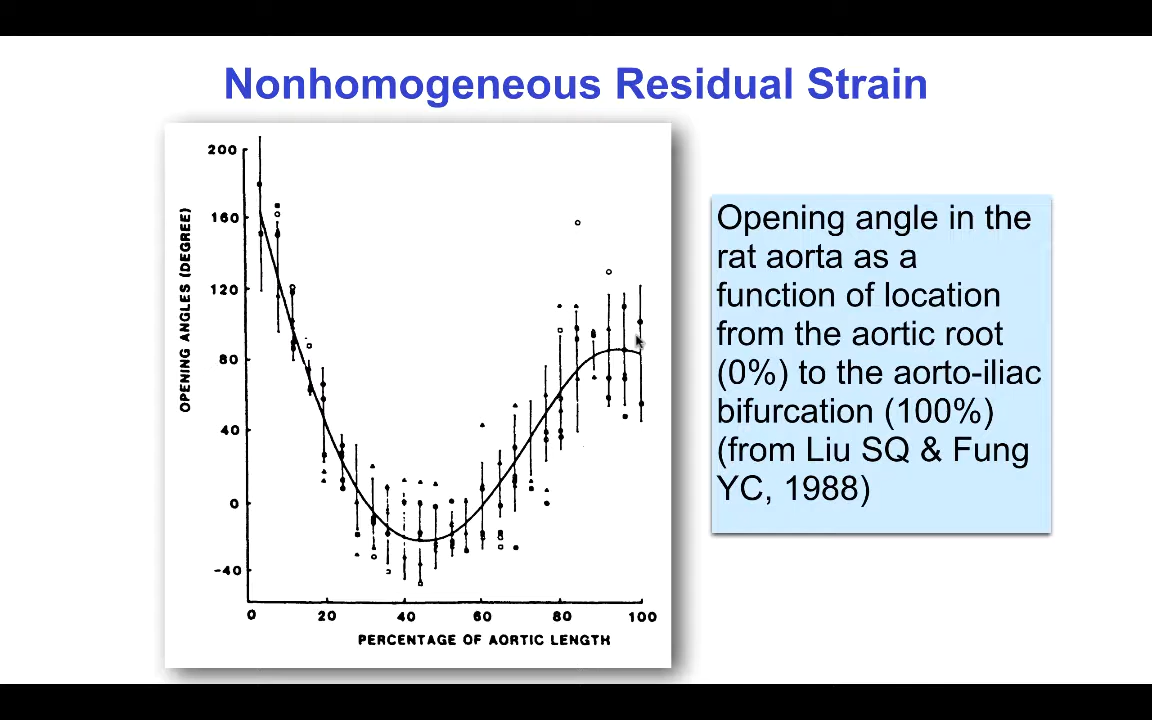 Nonhomogeneous Residual Strain
200
160
120
80
40
0
-40
OPENING ANGLES (DEGREE)
0 20 40 60 80 100
PERCENTAGE OF AORTIC LENGTH
Opening angle in the
rat aorta as a
function of location
from the aortic root
(0%) to the aorto-iliac
bifurcation (100%)
(from Liu SQ & Fung
YC, 1988)